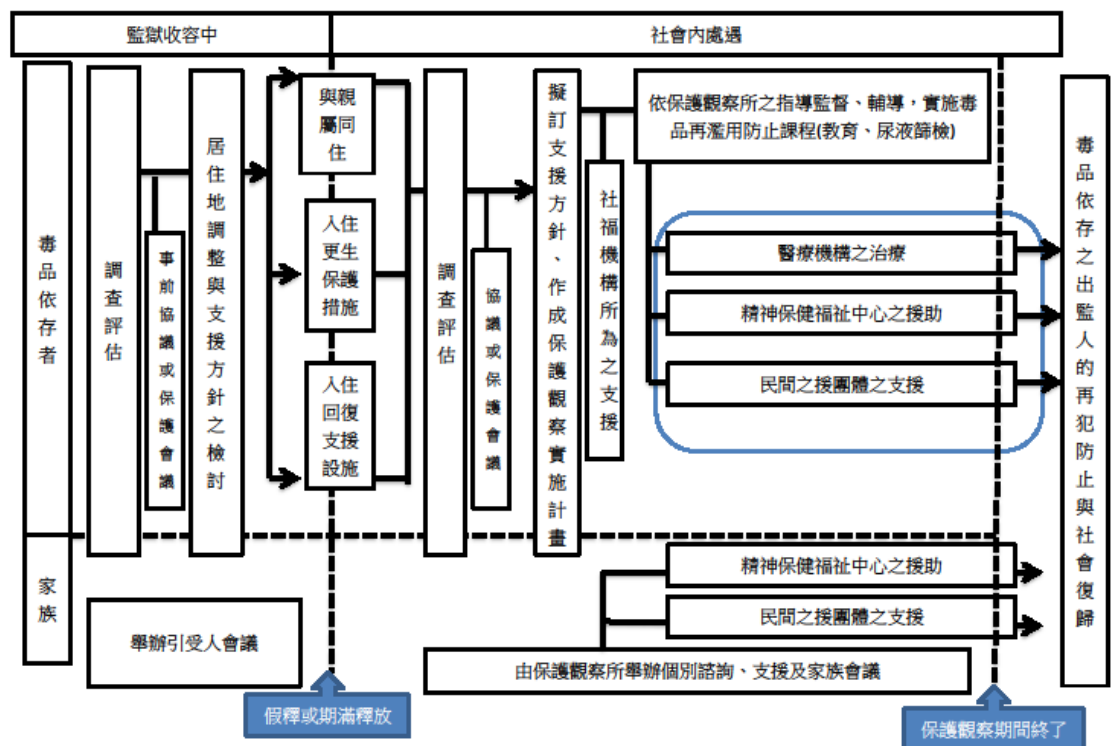 監獄收容中
社會內處遇
毒品依存者
調查評估
事前協議或保護會議
居住地調整與支援方針之檢討
與親
屬同
住
入住
更生
保護
措施
入住
回復
支援
設施
調查評估
協議或保護會議
擬訂支援方針、作成保護觀察實施計畫
社福機構所為之支援
依保護觀察所之指導監督、輔導，實施毒
品再濫用防止課程(教育、尿液篩檢)
醫療機構之治療
精神保健福祉中心之援助
民間之援團體之支援
毒品依存之出監人的再犯防止與社會復歸
家族
舉辦引受人會議
精神保健福祉中心之援助
民間之援團體之支援
由保護觀察所舉辦個別諮詢、支援及家族會議
假釋或期滿釋放
保護觀察期間終了